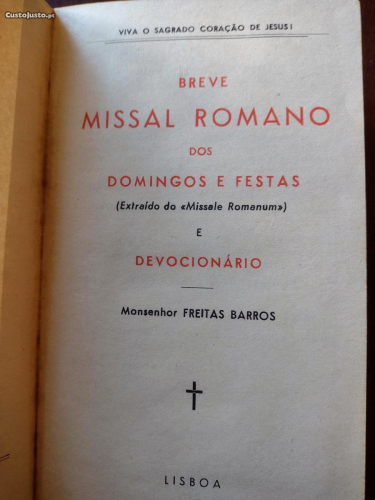 CustoJusto.pt
VIVA O SAGRADO CORAÇÃO DE JESUS!
BREVE
MISSAL ROMANO
DOS
DOMINGOS E FESTAS
(Extraído do «Missale Romanum»)
E
DEVOCIONÁRIO
Monsenhor FREITAS BARROS
LISBOA